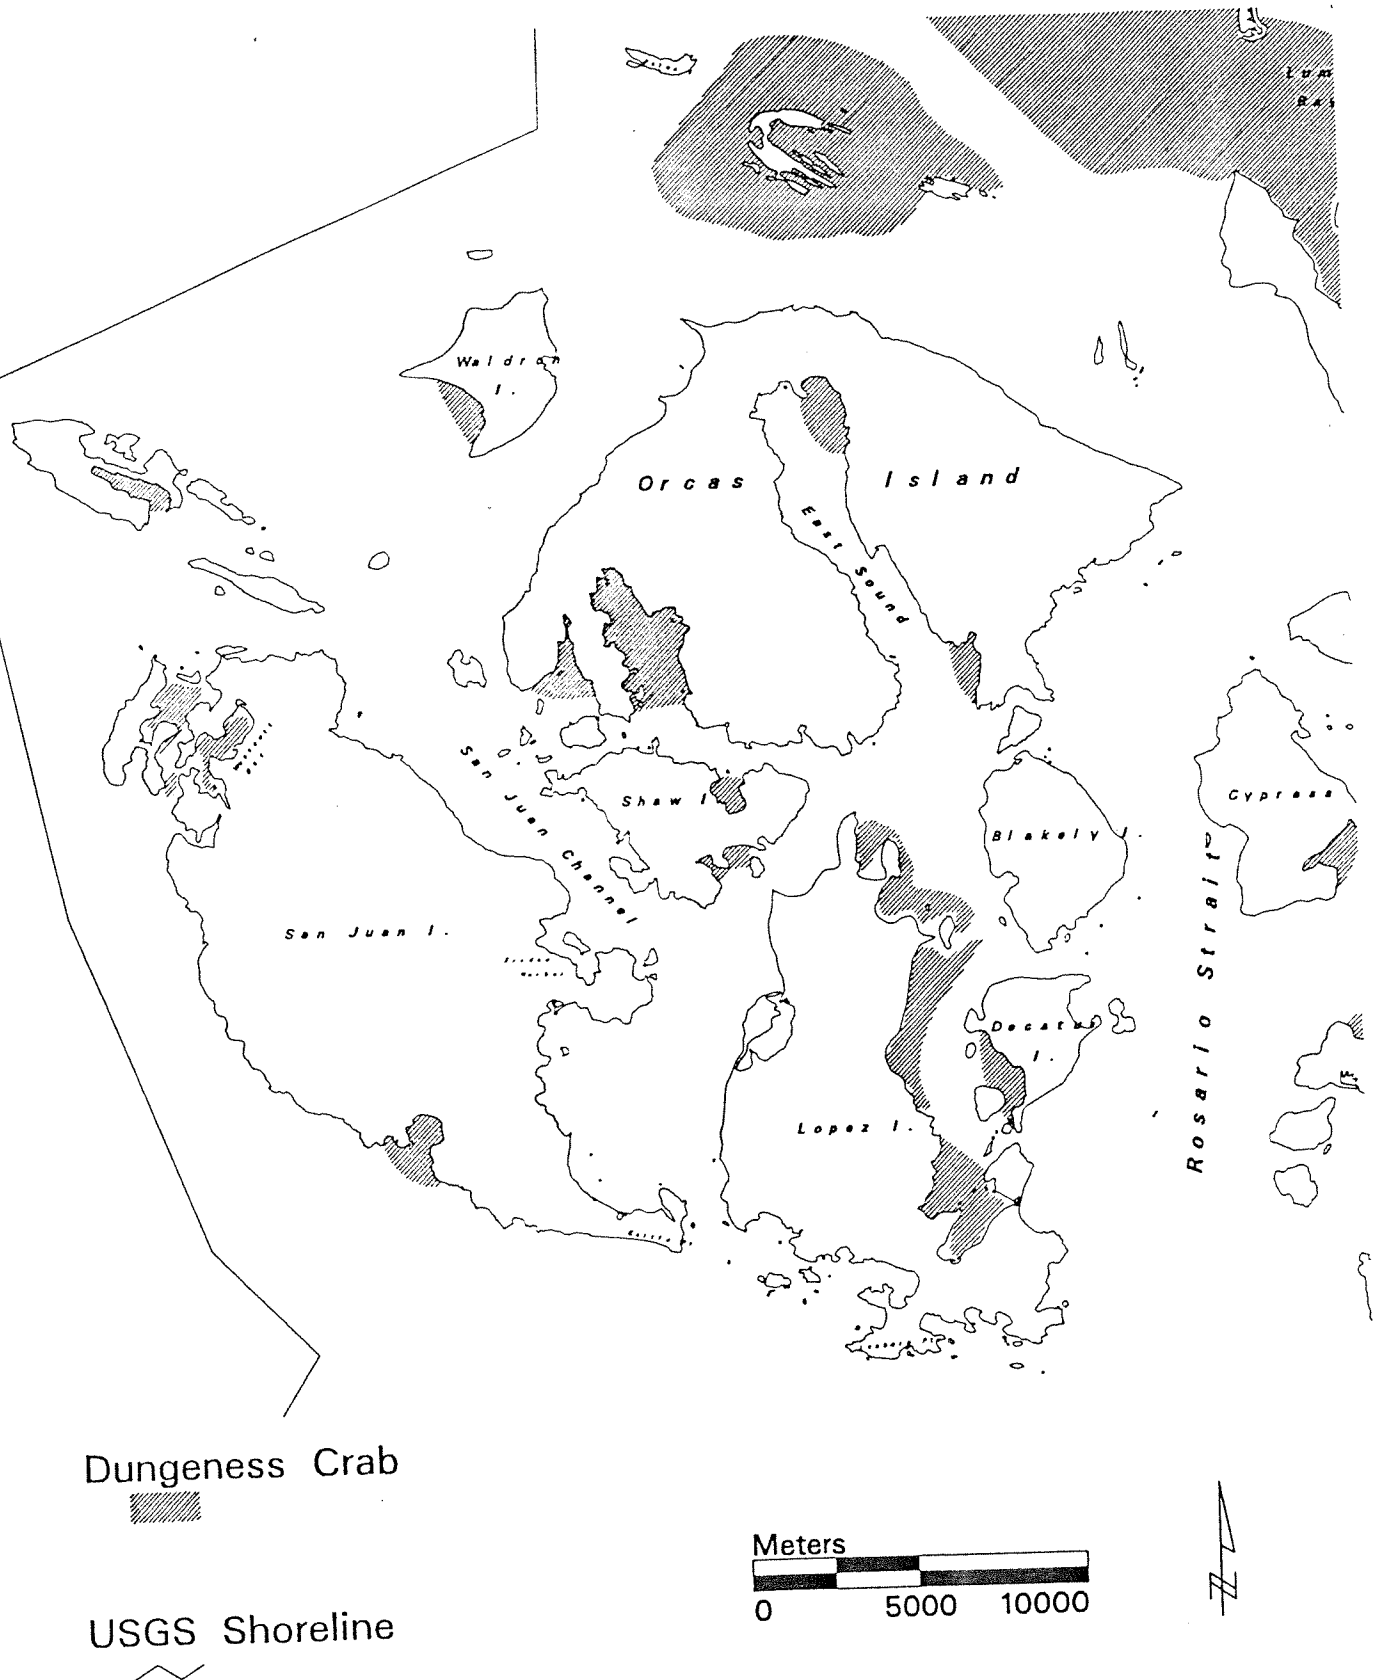 Waldron
I.
Orcas Island
East Sound
San Juan Channel
Shaw I.
Blakely I.
Cypress
San Juan I.
Decatur
I.
Lopez I.
Rosario Strait
Dungeness Crab
Meters
0 5000 10000
USGS Shoreline